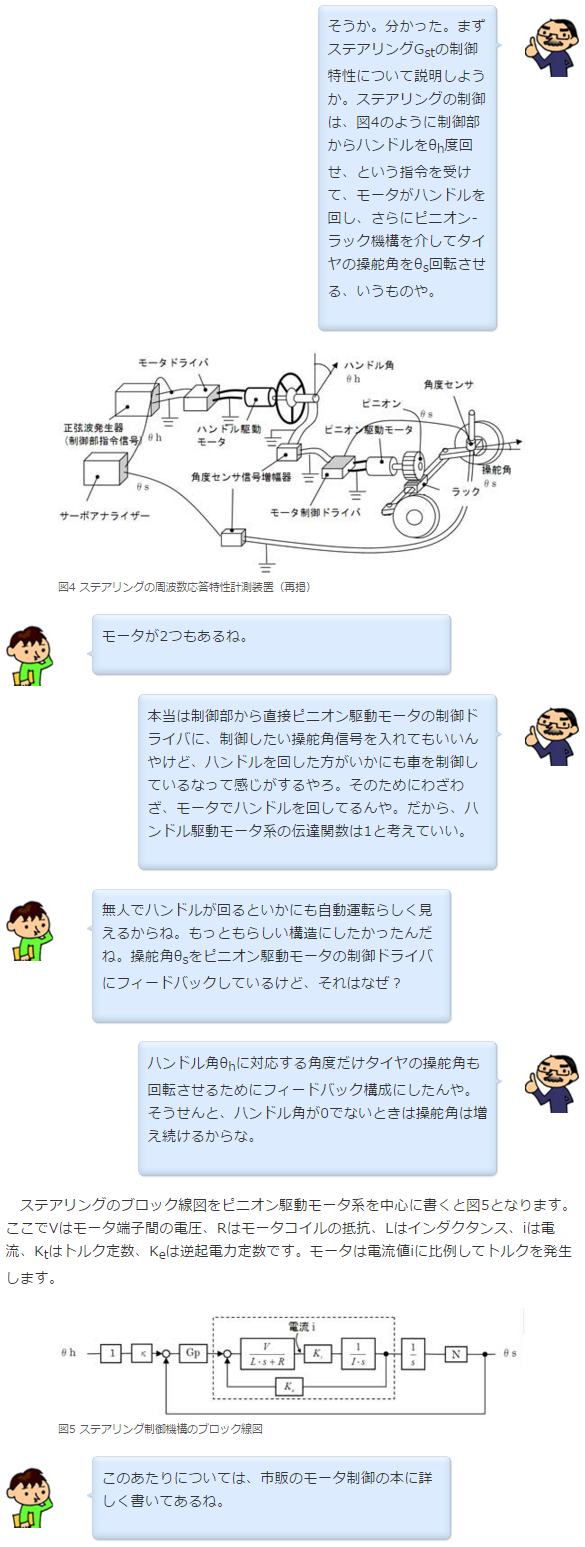 そうか。分かった。まず
ステアリングGstの制御
特性について説明しよう
か。ステアリングの制御
は、図4のように制御部
からハンドルをθh度回
せ、という指令を受け
て、モータがハンドルを
回し、さらにピニオン-
ラック機構を介してタイ
ヤの操舵角をθs回転させ
る、いうものや。
モータドライバ
ハンドル角
θh
角度センサ
正弦波発生器
(制御部指令信号)
θh
ハンドル駆動
モータ
ピニオン
θs
ピニオン駆動モータ
θs
サーボアナライザー
角度センサ信号増幅器
モータ制御ドライバ
ラック
操舵角
θs
図4 ステアリングの周波数応答特性計測装置（再掲）
モータが2つもあるね。
本当は制御部から直接ピニオン駆動モータの制御ド
ライバに、制御したい操舵角信号を入れてもいいん
やけど、ハンドルを回した方がいかにも車を制御し
ているなって感じがするやろ。そのためにわざわ
ざ、モータでハンドルを回してるんや。だから、ハ
ンドル駆動モータ系の伝達関数は1と考えていい。
無人でハンドルが回るといかにも自動運転らしく見
えるからね。もっともらしい構造にしたかったんだ
ね。操舵角θsをピニオン駆動モータの制御ドライバ
にフィードバックしているけど、それはなぜ？
ハンドル角θhに対応する角度だけタイヤの操舵角も
回転させるためにフィードバック構成にしたんや。
そうせんと、ハンドル角が0でないときは操舵角は増
え続けるからな。
ステアリングのブロック線図をピニオン駆動モータ系を中心に書くと図5となります。
ここでVはモータ端子間の電圧、Rはモータコイルの抵抗、Lはインダクタンス、iは電
流、Ktはトルク定数、Keは逆起電力定数です。モータは電流値iに比例してトルクを発生
します。
電流 i
θh 1 κ Gp V/(L・s+R) Kt 1/(I・s) 1/s N θs
Ke
図5 ステアリング制御機構のブロック線図
このあたりについては、市販のモータ制御の本に詳
しく書いてあるね。